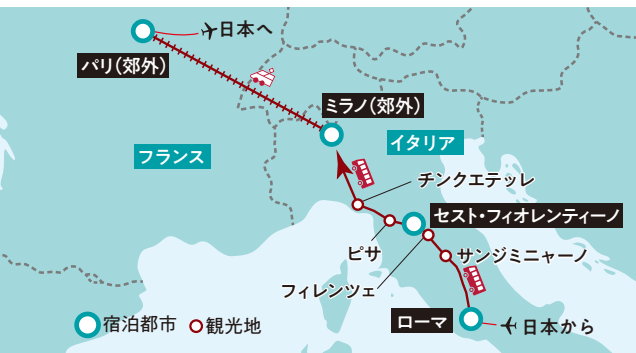 日本へ
パリ(郊外)
ミラノ(郊外)
イタリア
フランス
チンクエテッレ
セスト・フィオレンティーノ
ピサ
サンジミニャーノ
フィレンツェ
ローマ
日本から
宿泊都市
観光地